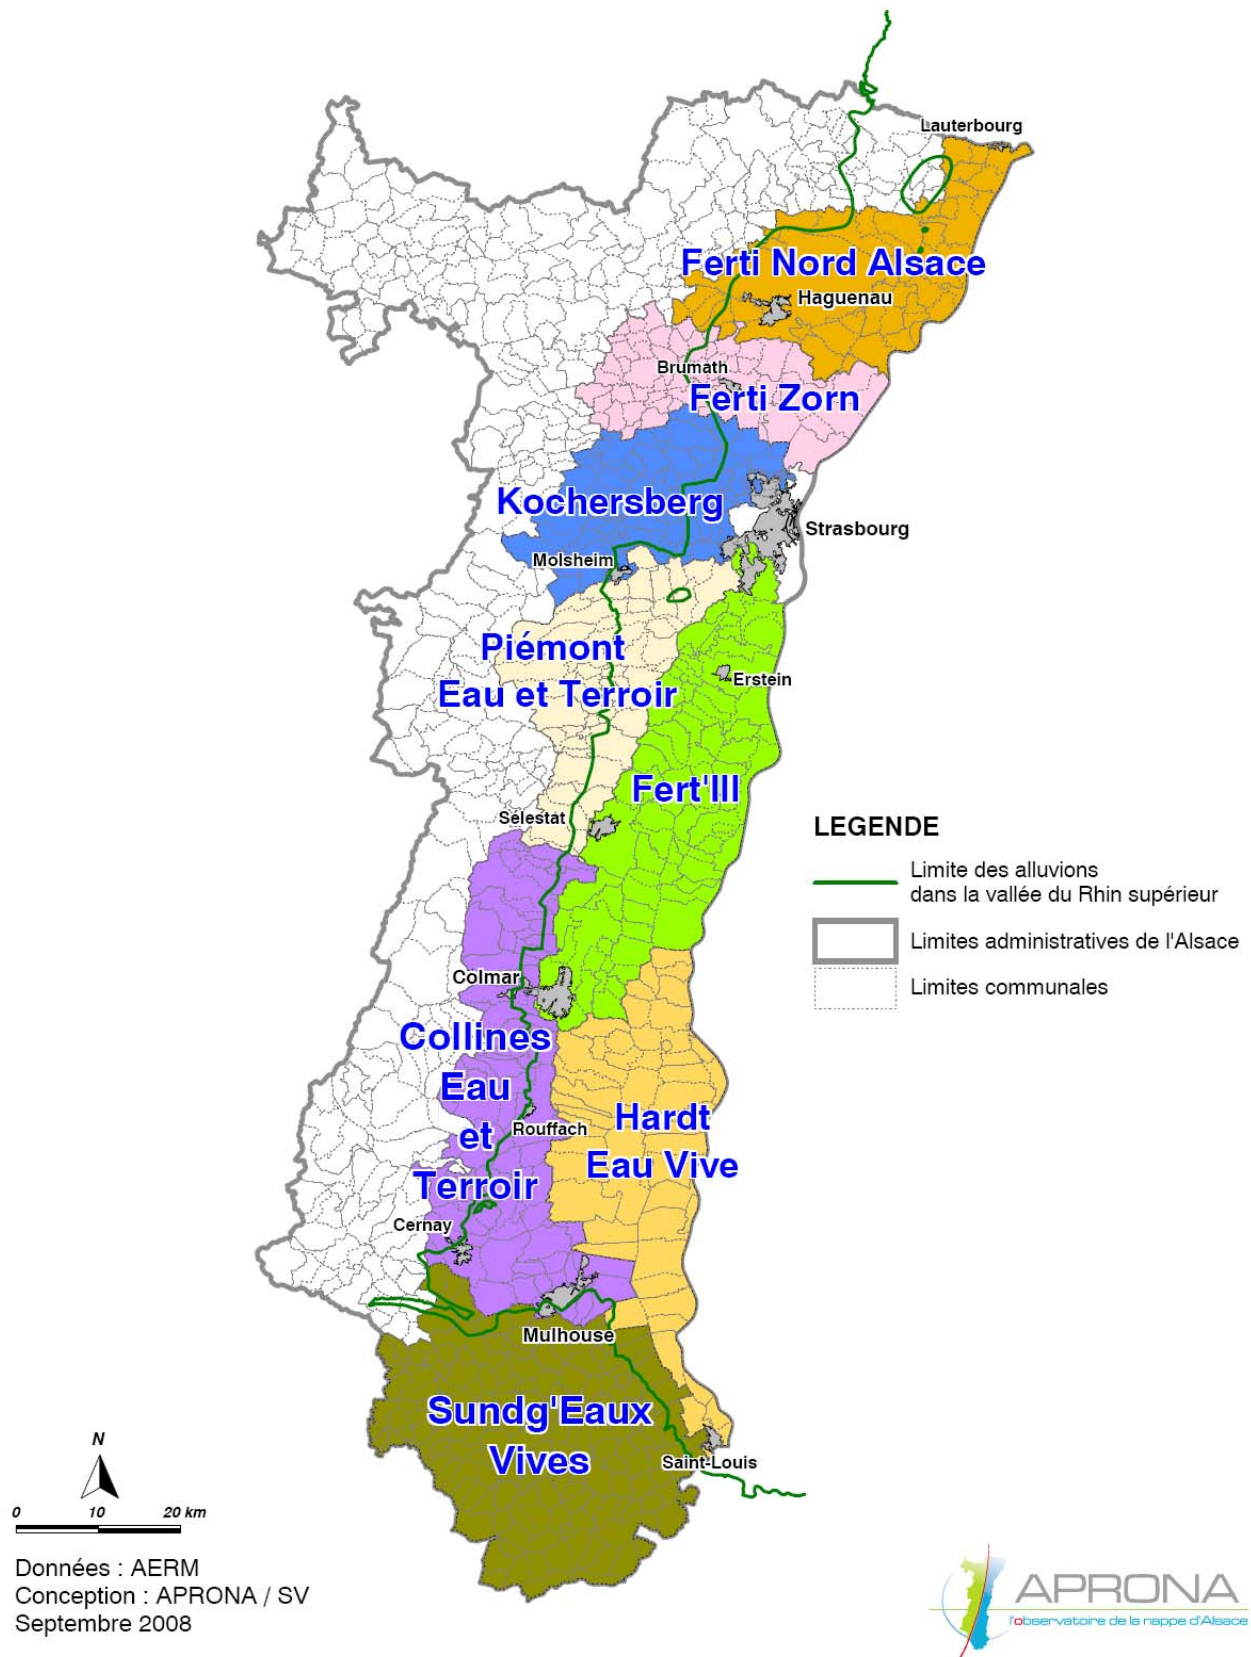 Lauterbourg
Ferti Nord Alsace
Haguenau
Brumath
Ferti Zorn
Kochersberg
Strasbourg
Molsheim
Piémont
Eau et Terroir
Erstein
Fert'Ill
Sélestat
LEGENDE
Limite des alluvions
dans la vallée du Rhin supérieur
Limites administratives de l'Alsace
Limites communales
Colmar
Collines
Eau
et
Terroir
Rouffach
Hardt
Eau Vive
Cernay
Mulhouse
Sundg'Eaux
Vives
Saint-Louis
N
0 10 20 km
Données : AERM
Conception : APRONA / SV
Septembre 2008
APRONA
l'observatoire de la nappe d'Alsace